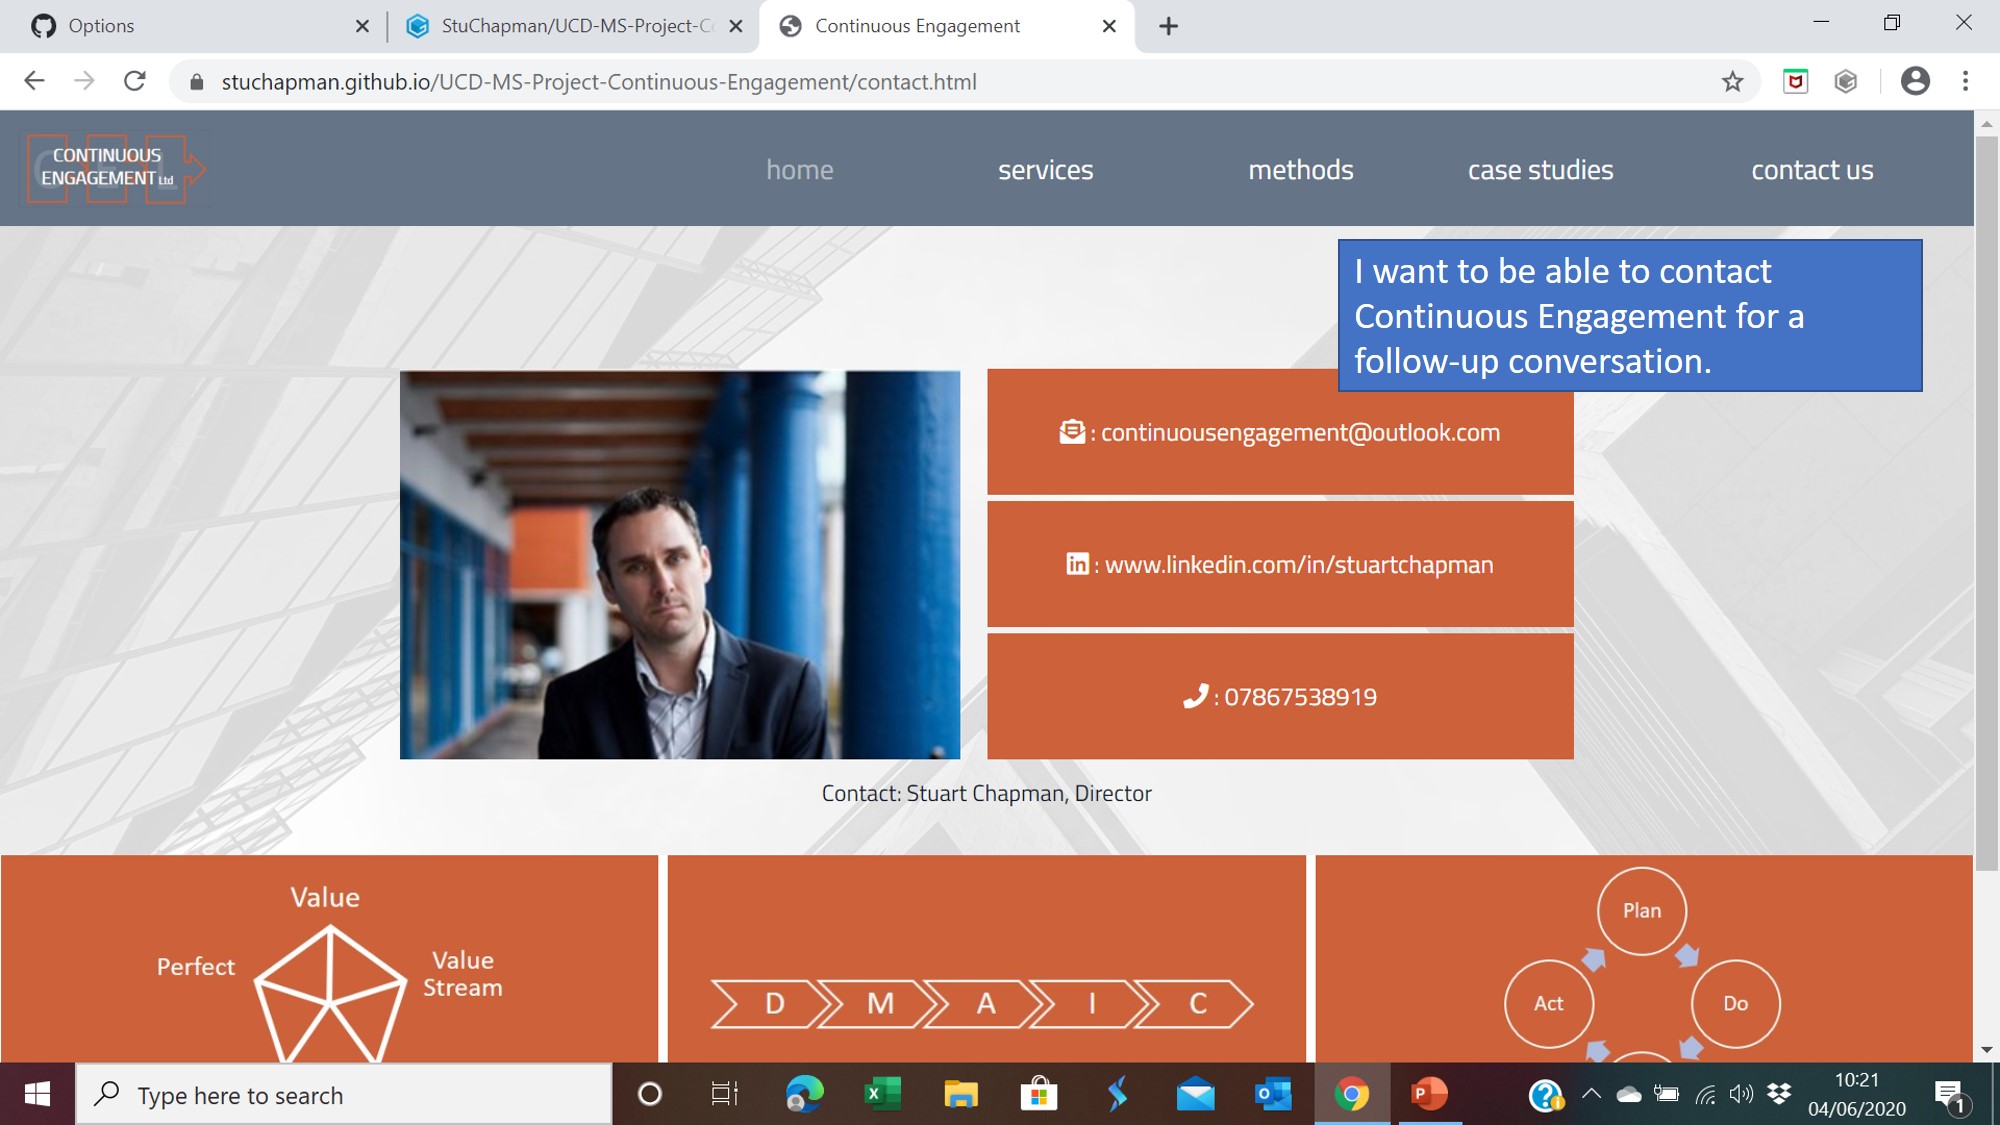 Options
StuChapman/UCD-MS-Project-C
Continuous Engagement
stuchapman.github.io/UCD-MS-Project-Continuous-Engagement/contact.html
CONTINUOUS
ENGAGEMENT Ltd
home
services
methods
case studies
contact us
I want to be able to contact
Continuous Engagement for a
follow-up conversation.
: continuousengagement@outlook.com
: www.linkedin.com/in/stuartchapman
: 07867538919
Contact: Stuart Chapman, Director
Value
Perfect
Value
Stream
D M A I C
Plan
Act
Do
Type here to search
10:21
04/06/2020
1